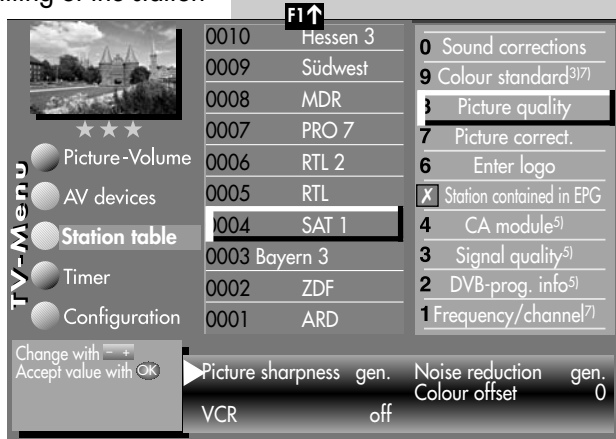 F1↑
TV-Menu
Picture-Volume
AV devices
Station table
Timer
Configuration
0010 Hessen 3
0009 Südwest
0008 MDR
0007 PRO 7
0006 RTL 2
0005 RTL
0004 SAT 1
0003 Bayern 3
0002 ZDF
0001 ARD
0 Sound corrections
9 Colour standard3)7)
8 Picture quality
7 Picture correct.
6 Enter logo
X Station contained in EPG
4 CA module5)
3 Signal quality5)
2 DVB-prog. info5)
1 Frequency/channel7)
Change with - +
Accept value with OK
Picture sharpness gen.
VCR off
Noise reduction gen.
Colour offset 0